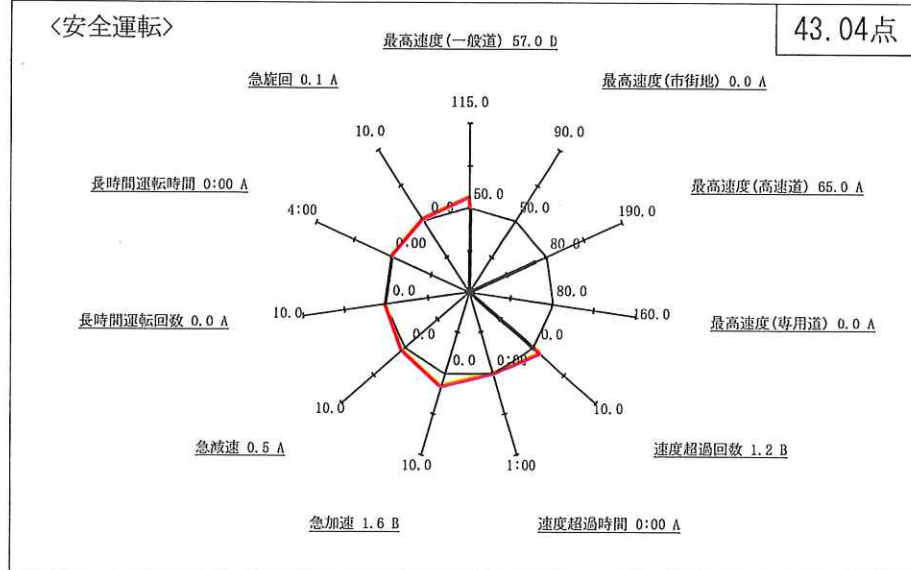 〈安全運転〉
43.04点
最高速度(一般道) 57.0 D
急旋回 0.1 A
最高速度(市街地) 0.0 A
115.0
10.0
90.0
長時間運転時間 0:00 A
最高速度(高速道) 65.0 A
4:00
190.0
0.0
50.0
50.0
0:00
80.0
0.0
80.0
長時間運転回数 0.0 A
10.0
160.0
最高速度(専用道) 0.0 A
0.0
0.0
0.0
0:00
10.0
10.0
急減速 0.5 A
速度超過回数 1.2 B
10.0
1:00
急加速 1.6 B
速度超過時間 0:00 A